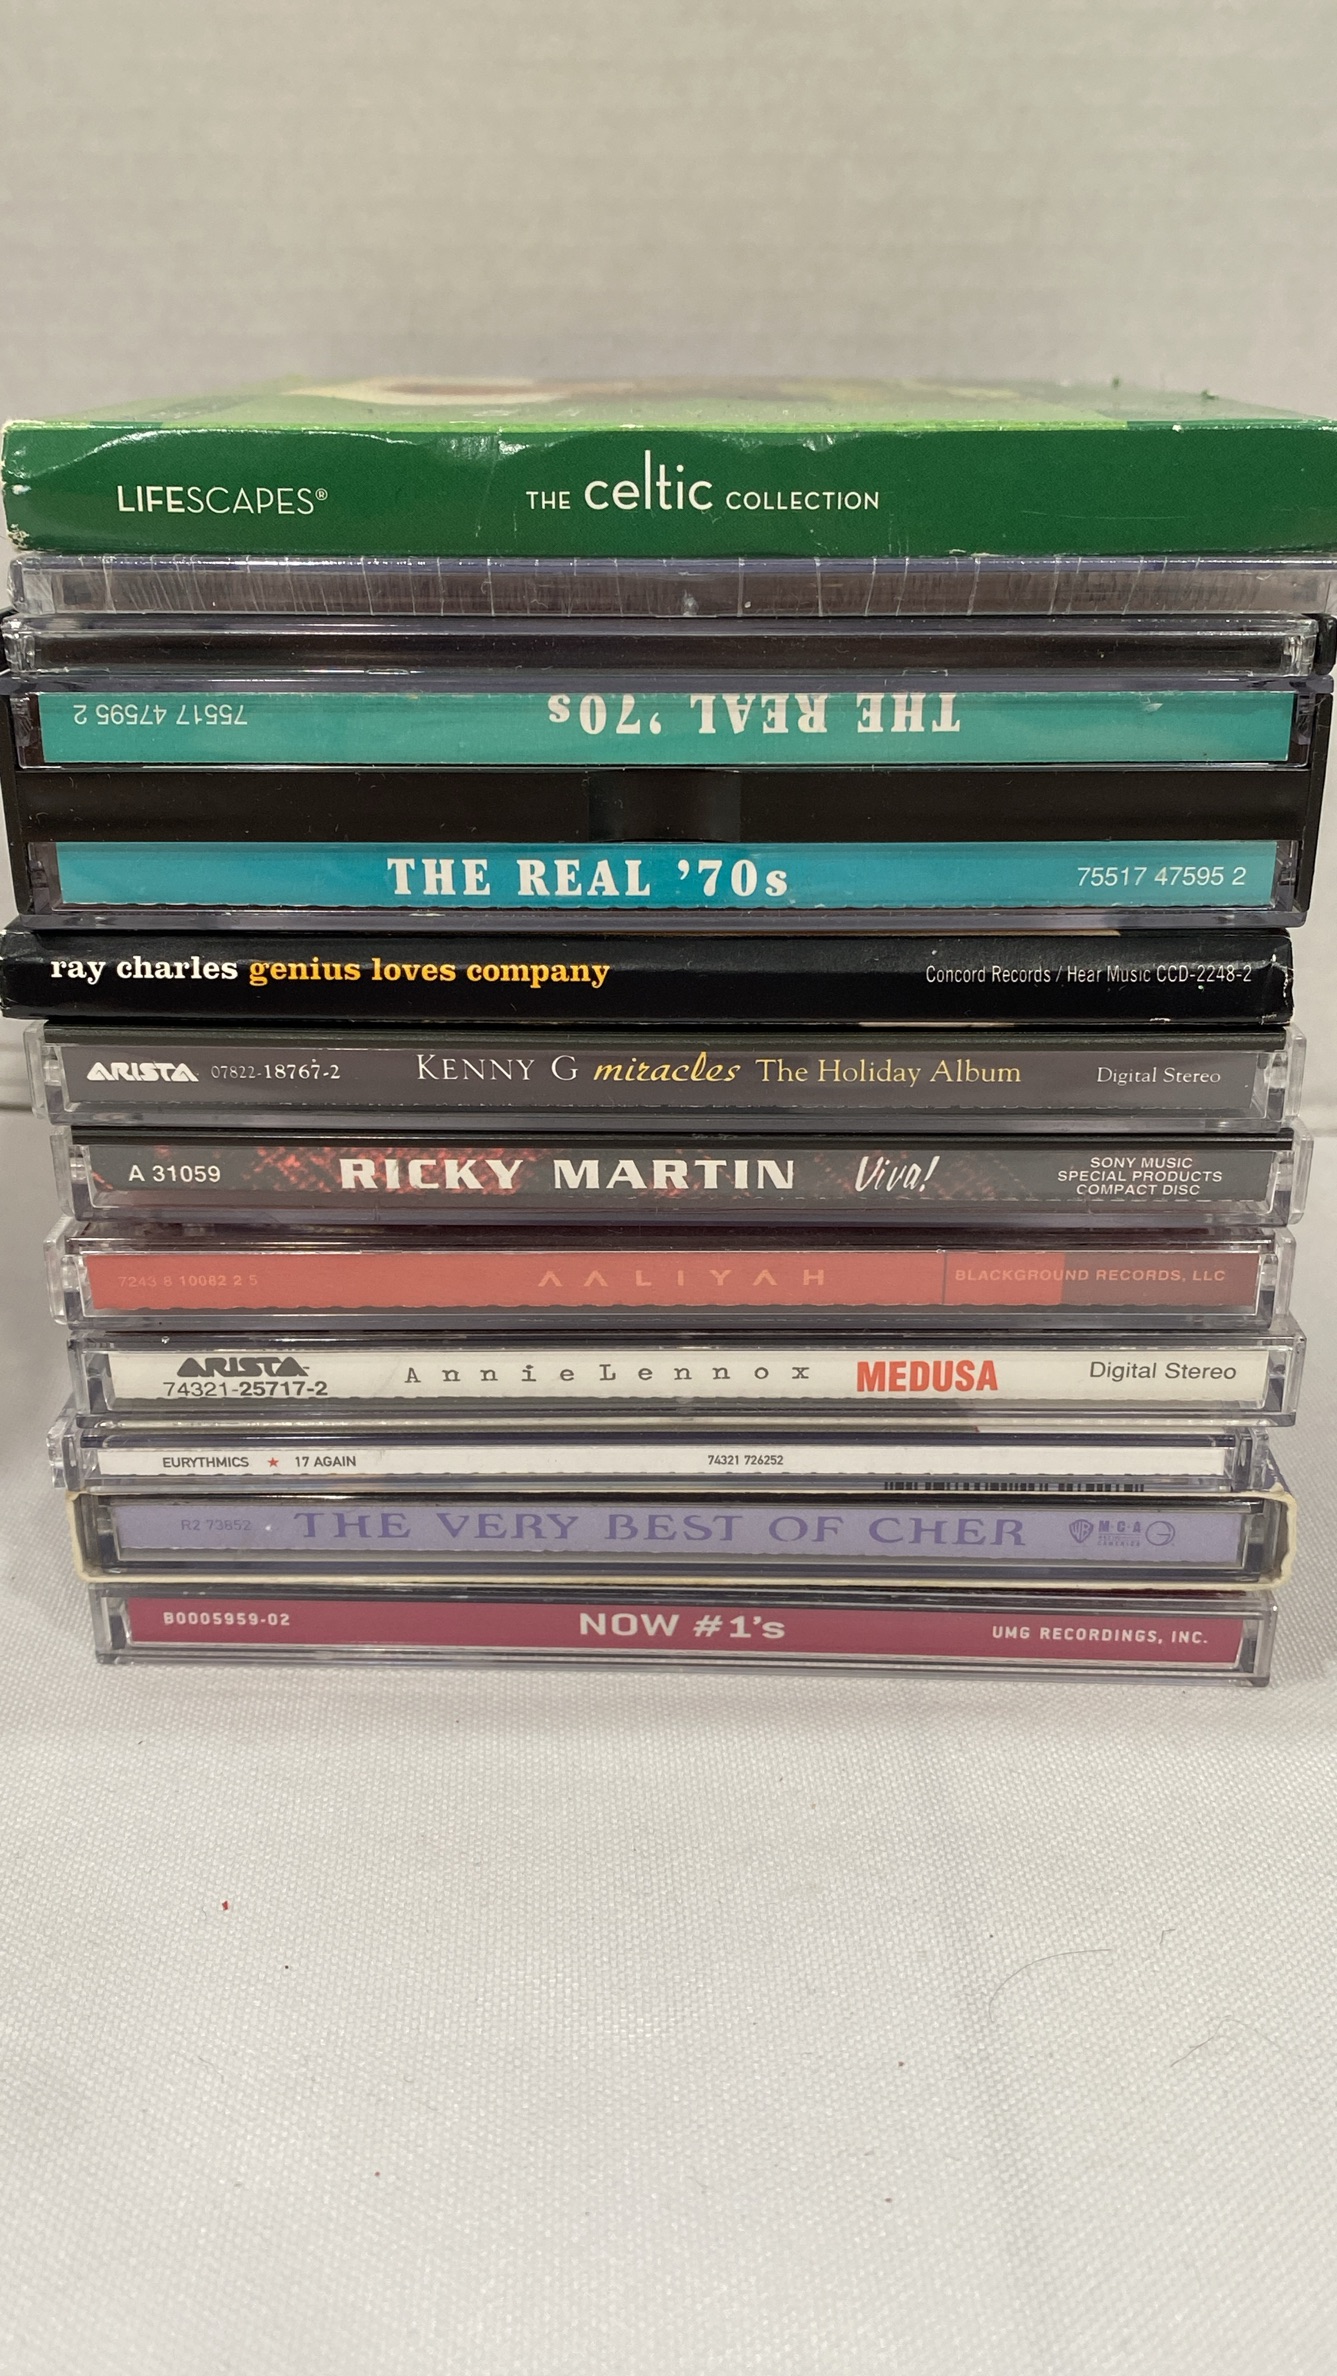 LIFESCAPES® THE celtic COLLECTION
THE REAL '70s 75517 47595 2
THE REAL '70s 75517 47595 2
ray charles genius loves company Concord Records / Hear Music CCD-2248-2
ARISTA 07822-18767-2 KENNY G miracles The Holiday Album Digital Stereo
A 31059 RICKY MARTIN Viva! SONY MUSIC
SPECIAL PRODUCTS
COMPACT DISC
7243 8 10082 2 5 AALIYAH BLACKGROUND RECORDS, LLC
ARISTA Annie Lennox MEDUSA Digital Stereo
74321-25717-2
EURYTHMICS ★ 17 AGAIN 74321 726252
R2 73852 THE VERY BEST OF CHER WB MCA
B0005959-02 NOW #1's UMG RECORDINGS, INC.